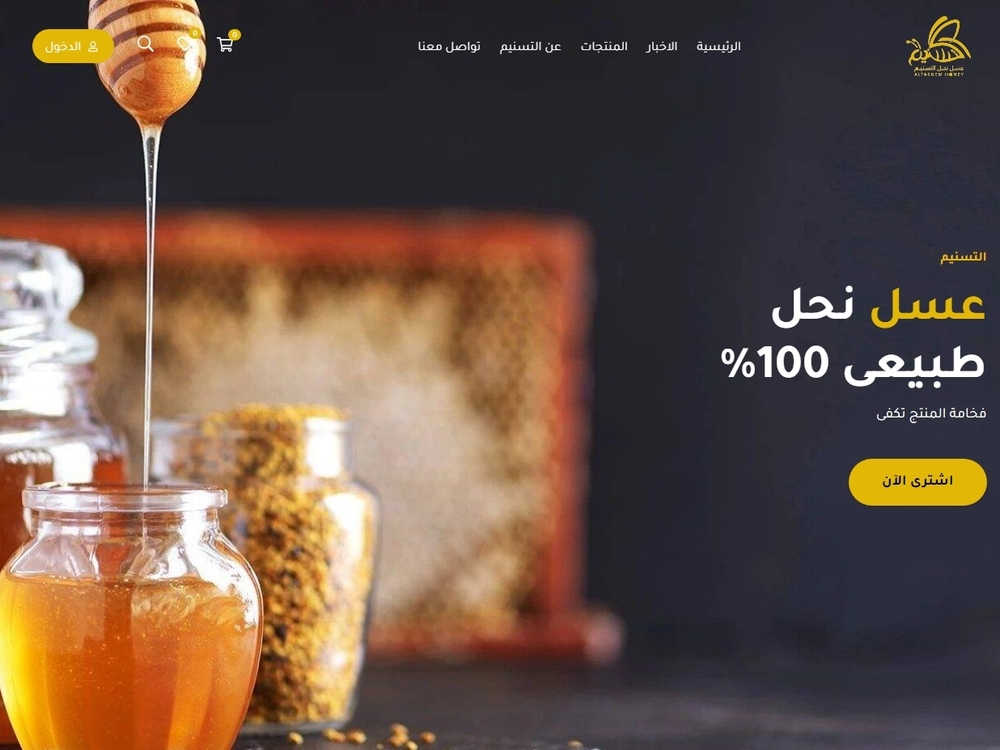 عسل نحل التسنيم
ALTASNEM HONEY
الرئيسية
الاخبار
المنتجات
عن التسنيم
تواصل معنا
0
0
الدخول
التسنيم
عسل نحل
طبيعى 100%
فخامة المنتج تكفى
اشترى الآن